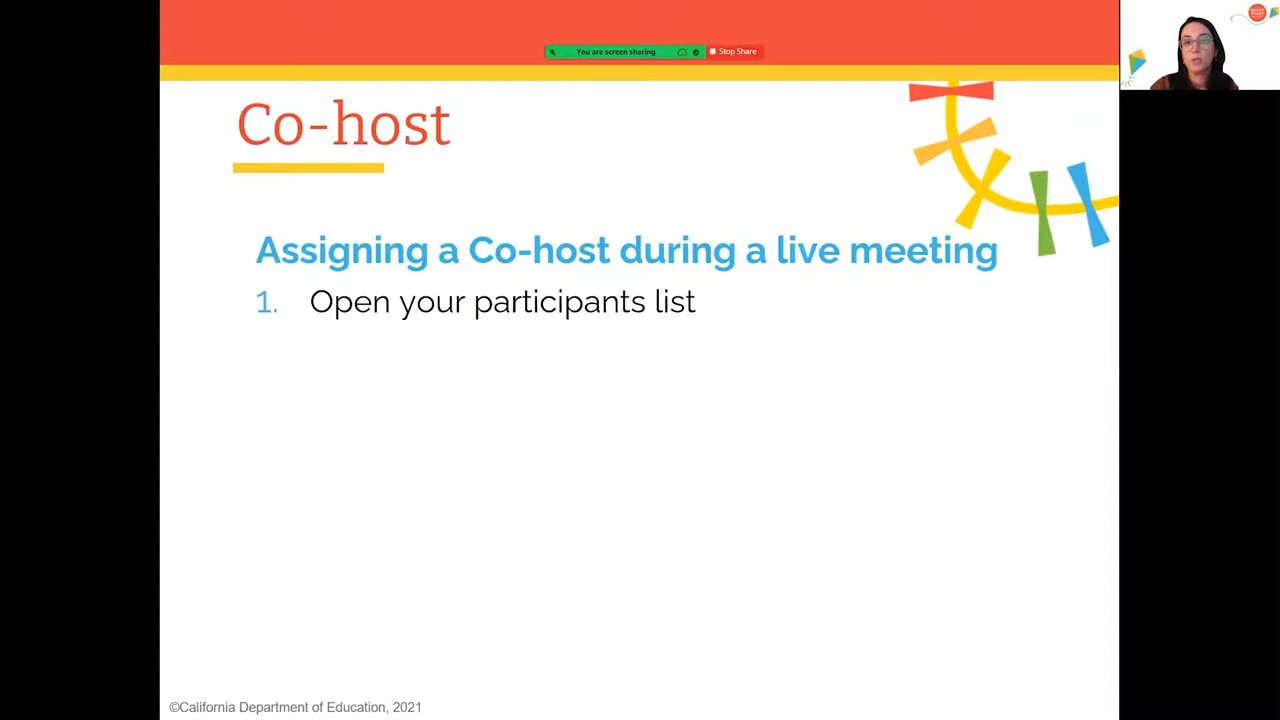 You are screen sharing
Stop Share
Co-host
Assigning a Co-host during a live meeting
1. Open your participants list
©California Department of Education, 2021